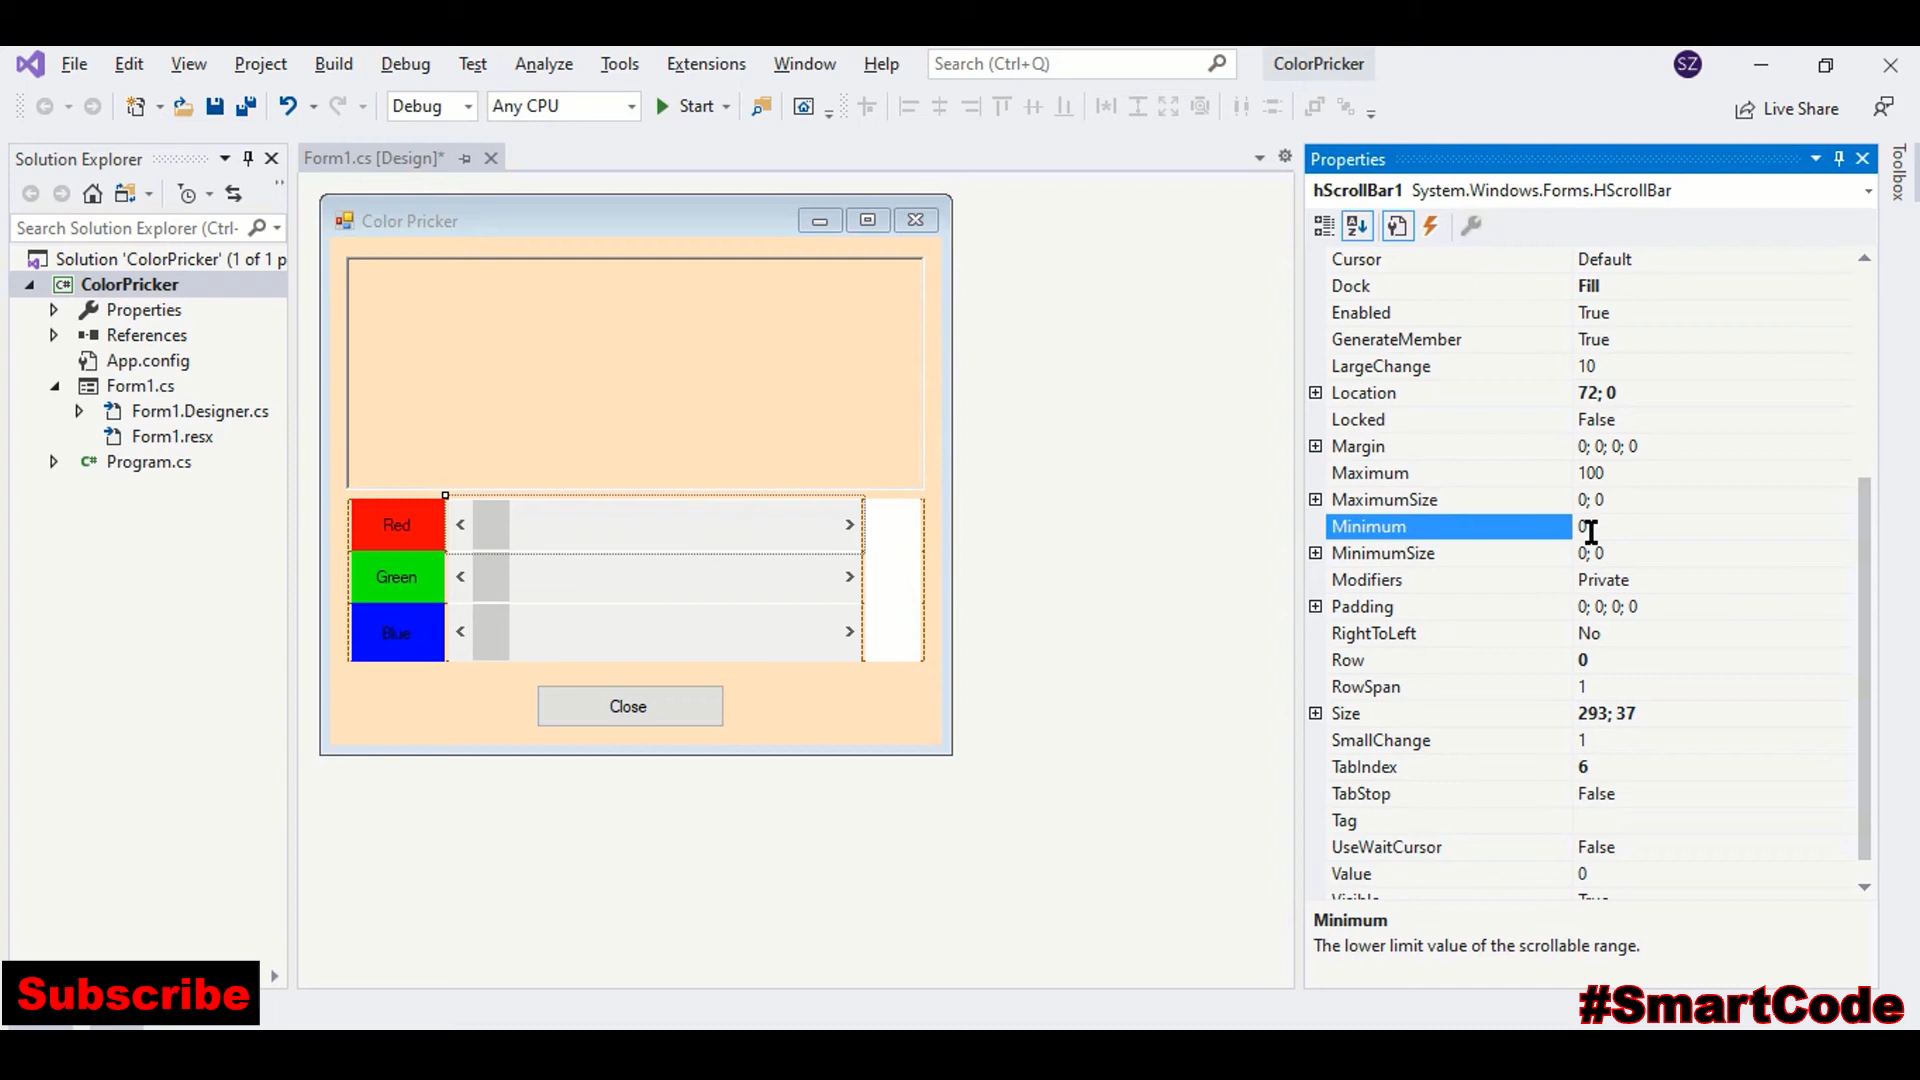 File Edit View Project Build Debug Test Analyze Tools Extensions Window Help Search (Ctrl+Q) ColorPricker SZ
Debug Any CPU Start Live Share
Solution Explorer
Search Solution Explorer (Ctrl-
Solution 'ColorPricker' (1 of 1 p
C# ColorPricker
Properties
References
App.config
Form1.cs
Form1.Designer.cs
Form1.resx
C# Program.cs
Form1.cs [Design]*
Color Pricker
Red
Green
Blue
Close
Properties
hScrollBar1 System.Windows.Forms.HScrollBar
Cursor Default
Dock Fill
Enabled True
GenerateMember True
LargeChange 10
Location 72; 0
Locked False
Margin 0; 0; 0; 0
Maximum 100
MaximumSize 0; 0
Minimum 0
MinimumSize 0; 0
Modifiers Private
Padding 0; 0; 0; 0
RightToLeft No
Row 0
RowSpan 1
Size 293; 37
SmallChange 1
TabIndex 6
TabStop False
Tag
UseWaitCursor False
Value 0
Minimum
The lower limit value of the scrollable range.
Toolbox
Subscribe
#SmartCode